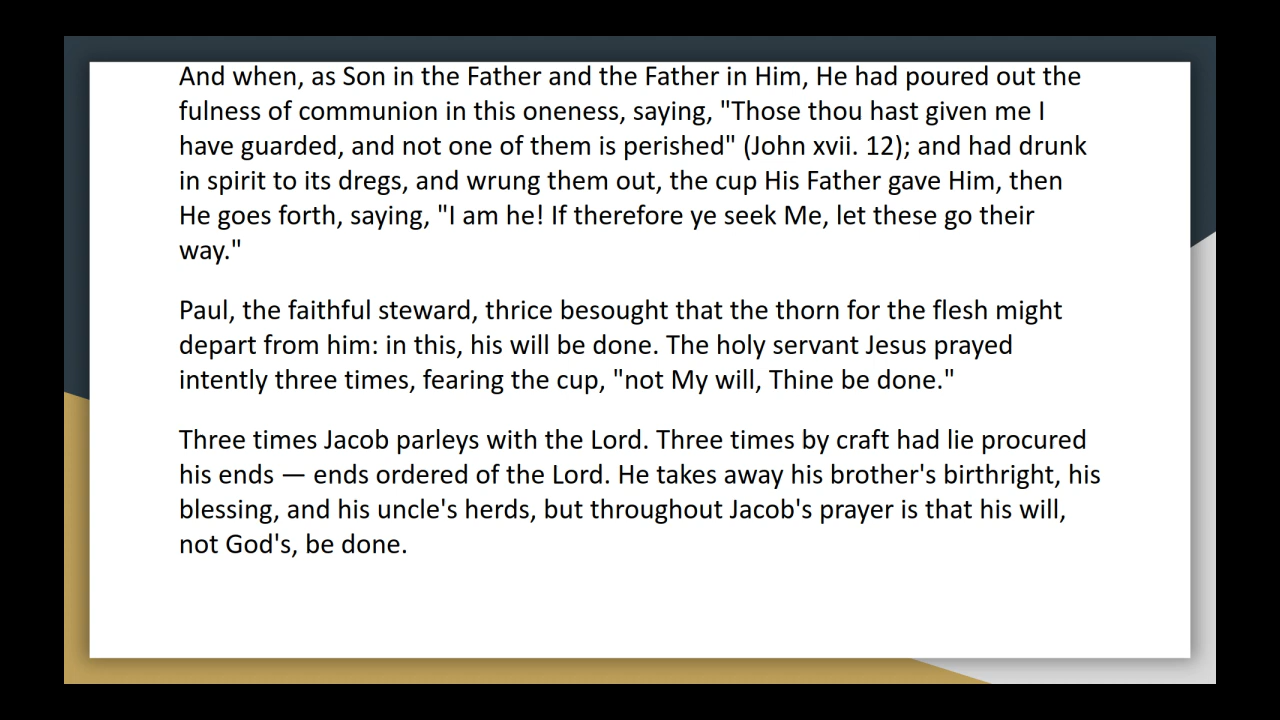 And when, as Son in the Father and the Father in Him, He had poured out the
fulness of communion in this oneness, saying, "Those thou hast given me I
have guarded, and not one of them is perished" (John xvii. 12); and had drunk
in spirit to its dregs, and wrung them out, the cup His Father gave Him, then
He goes forth, saying, "I am he! If therefore ye seek Me, let these go their
way."
Paul, the faithful steward, thrice besought that the thorn for the flesh might
depart from him: in this, his will be done. The holy servant Jesus prayed
intently three times, fearing the cup, "not My will, Thine be done."
Three times Jacob parleys with the Lord. Three times by craft had lie procured
his ends — ends ordered of the Lord. He takes away his brother's birthright, his
blessing, and his uncle's herds, but throughout Jacob's prayer is that his will,
not God's, be done.